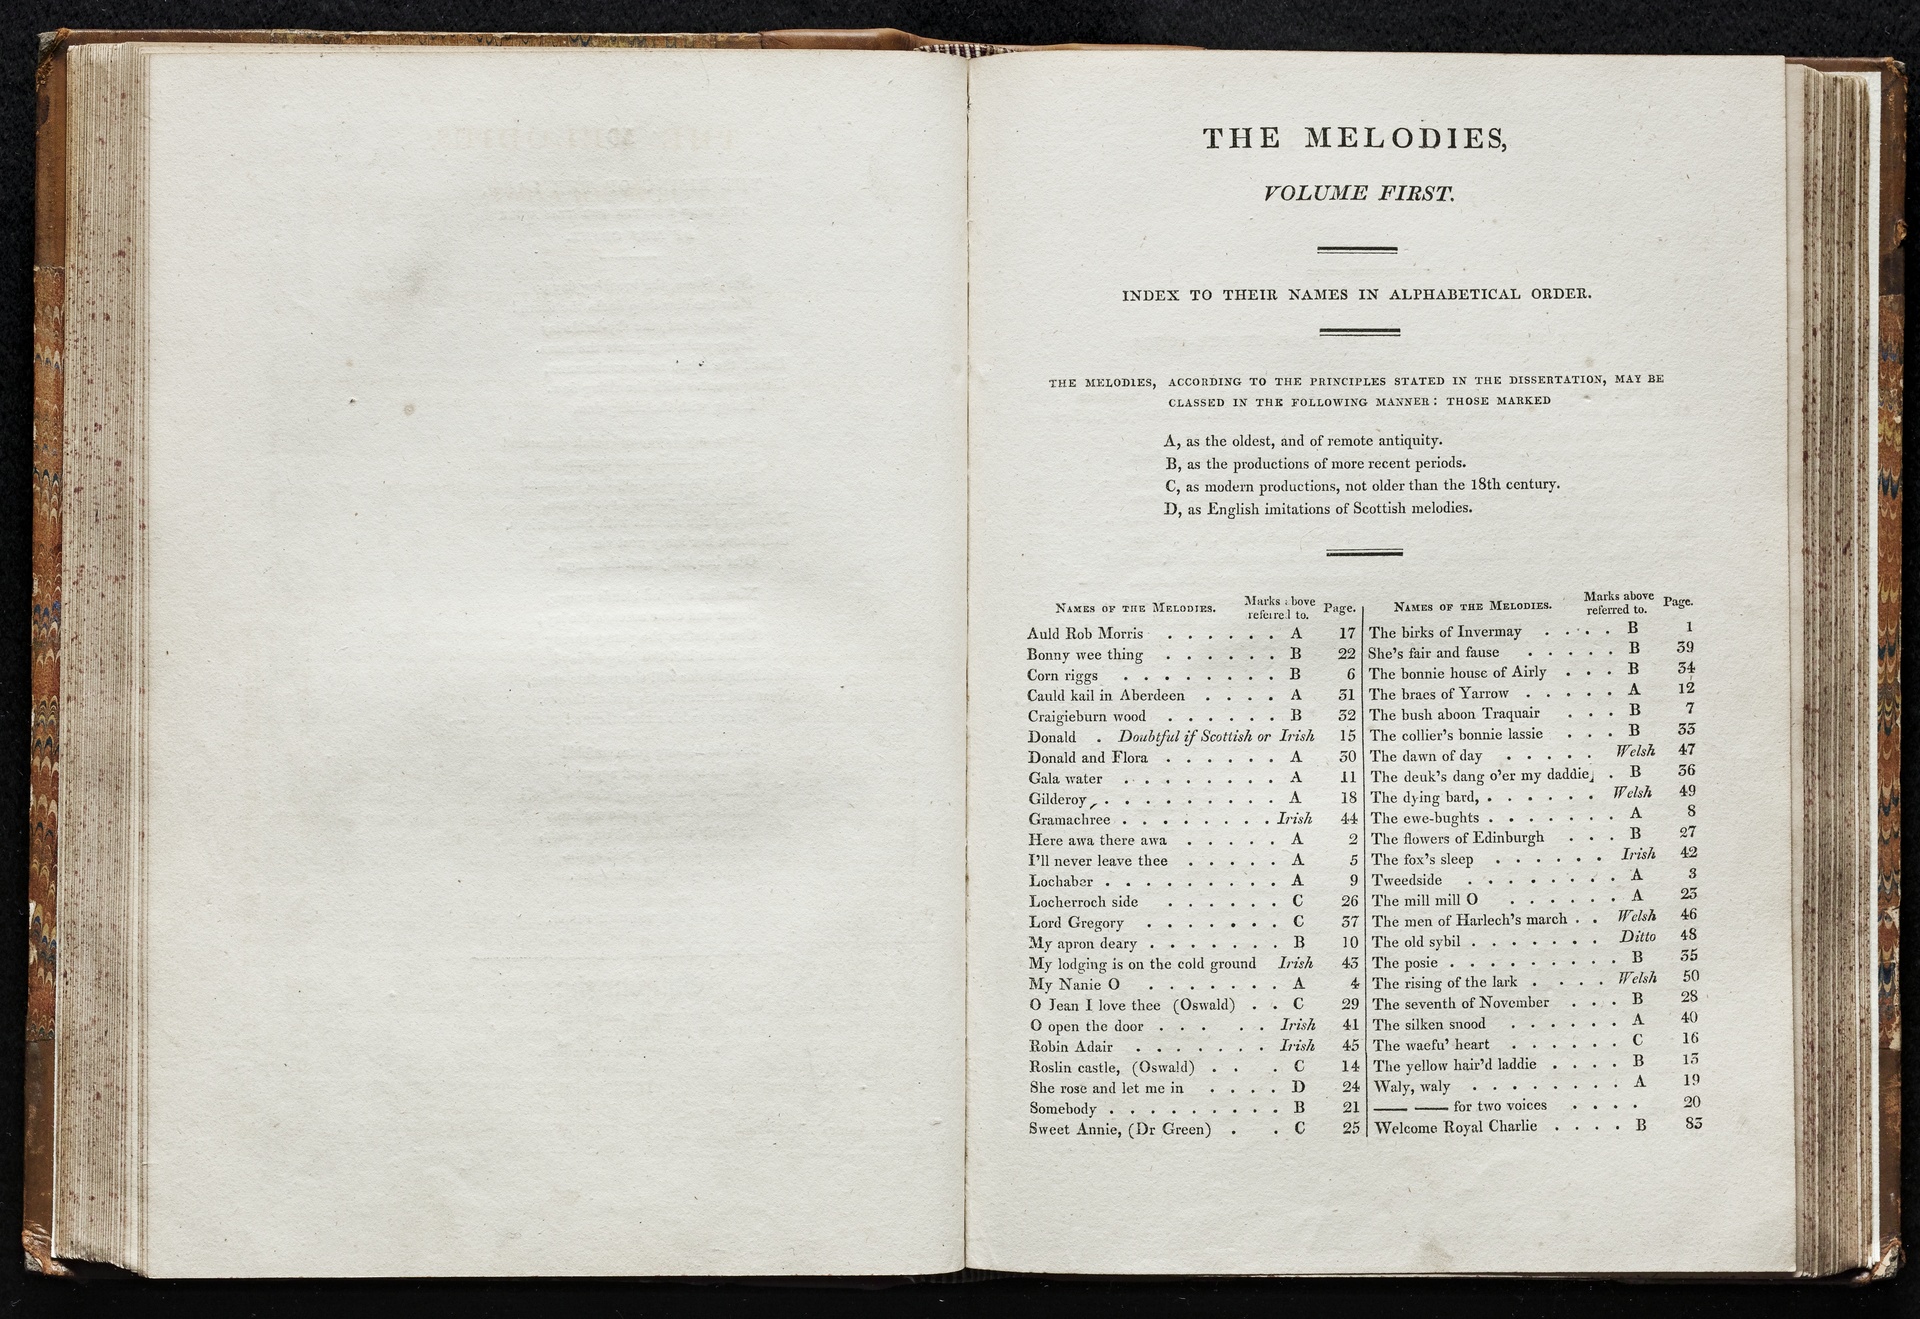 THE MELODIES,
VOLUME FIRST.
INDEX TO THEIR NAMES IN ALPHABETICAL ORDER.
THE MELODIES, ACCORDING TO THE PRINCIPLES STATED IN THE DISSERTATION, MAY BE
CLASSED IN THE FOLLOWING MANNER: THOSE MARKED
A, as the oldest, and of remote antiquity.
B, as the productions of more recent periods.
C, as modern productions, not older than the 18th century.
D, as English imitations of Scottish melodies.
NAMES OF THE MELODIES. Marks above referred to. Page.
Auld Rob Morris . . . . . . A 17
Bonny wee thing . . . . . . B 22
Corn riggs . . . . . . . . B 6
Cauld kail in Aberdeen . . . . A 31
Craigieburn wood . . . . . . B 32
Donald . Doubtful if Scottish or Irish 15
Donald and Flora . . . . . . A 30
Gala water . . . . . . . . A 11
Gilderoy, . . . . . . . . . A 18
Gramachree . . . . . . . . Irish 44
Here awa there awa . . . . . A 2
I'll never leave thee . . . . . A 5
Lochaber . . . . . . . . . A 9
Locherroch side . . . . . . C 26
Lord Gregory . . . . . . . C 37
My apron deary . . . . . . . B 10
My lodging is on the cold ground Irish 43
My Nanie O . . . . . . . A 4
O Jean I love thee (Oswald) . . C 29
O open the door . . . . . Irish 41
Robin Adair . . . . . . . Irish 45
Roslin castle, (Oswald) . . . C 14
She rose and let me in . . . . D 24
Somebody . . . . . . . . . B 21
Sweet Annie, (Dr Green) . . C 25
NAMES OF THE MELODIES. Marks above referred to. Page.
The birks of Invermay . . . . B 1
She's fair and fause . . . . . B 39
The bonnie house of Airly . . . B 34
The braes of Yarrow . . . . . A 12
The bush aboon Traquair . . . B 7
The collier's bonnie lassie . . . B 33
The dawn of day . . . . . Welsh 47
The deuk's dang o'er my daddie, . B 36
The dying bard, . . . . . . Welsh 49
The ewe-bughts . . . . . . . A 8
The flowers of Edinburgh . . . B 27
The fox's sleep . . . . . . Irish 42
Tweedside . . . . . . . . A 3
The mill mill O . . . . . . A 23
The men of Harlech's march . . Welsh 46
The old sybil . . . . . . . Ditto 48
The posie . . . . . . . . . B 35
The rising of the lark . . . . Welsh 50
The seventh of November . . . B 28
The silken snood . . . . . . A 40
The waefu' heart . . . . . . C 16
The yellow hair'd laddie . . . . B 13
Waly, waly . . . . . . . . A 19
—— —— for two voices . . . . 20
Welcome Royal Charlie . . . . B 83